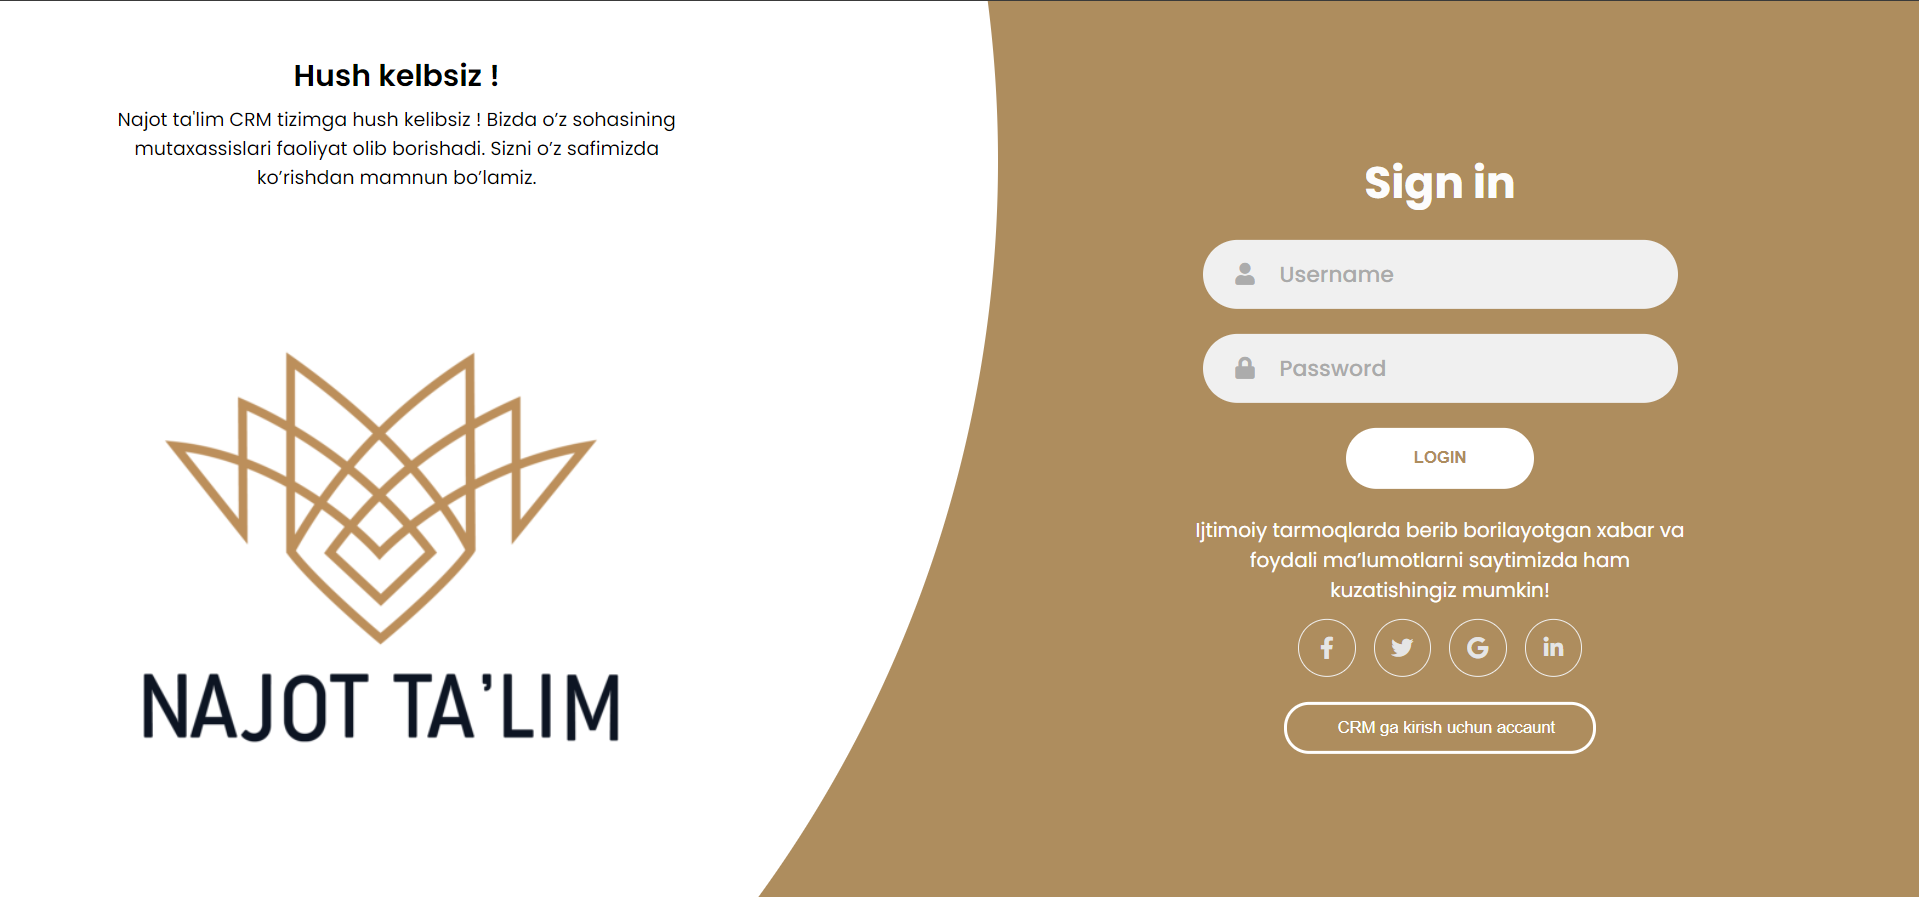 Hush kelbsiz !
Najot ta'lim CRM tizimga hush kelibsiz ! Bizda o’z sohasining
mutaxassislari faoliyat olib borishadi. Sizni o’z safimizda
ko’rishdan mamnun bo’lamiz.
NAJOT TA’LIM
Sign in
Username
Password
LOGIN
Ijtimoiy tarmoqlarda berib borilayotgan xabar va
foydali ma’lumotlarni saytimizda ham
kuzatishingiz mumkin!
CRM ga kirish uchun accaunt